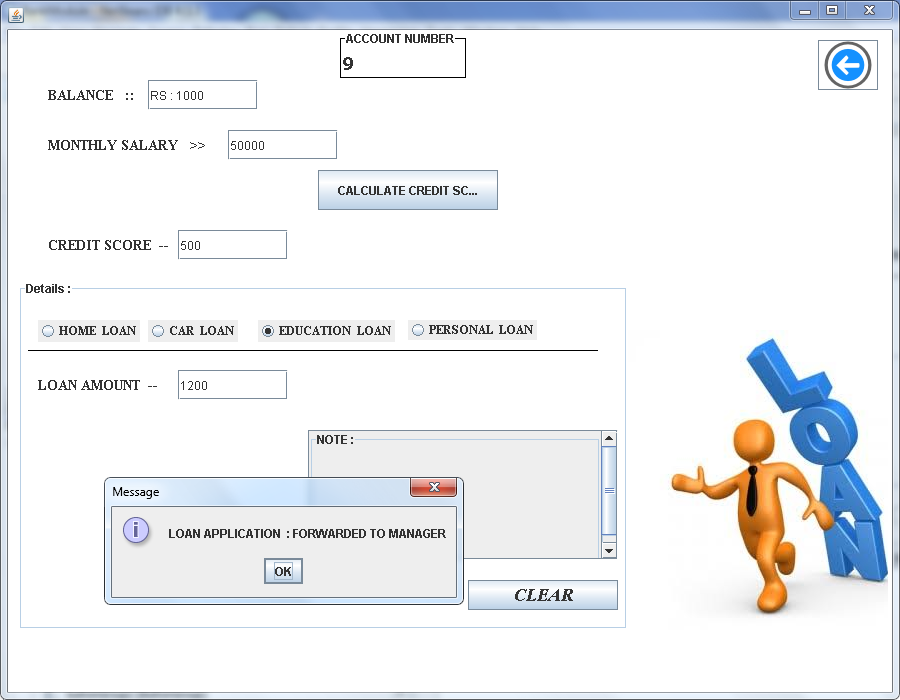 ACCOUNT NUMBER
9
BALANCE :: RS : 1000
MONTHLY SALARY >> 50000
CALCULATE CREDIT SC...
CREDIT SCORE -- 500
Details :
HOME LOAN CAR LOAN EDUCATION LOAN PERSONAL LOAN
LOAN AMOUNT -- 1200
NOTE :
Message
LOAN APPLICATION : FORWARDED TO MANAGER
OK
CLEAR
LOAN